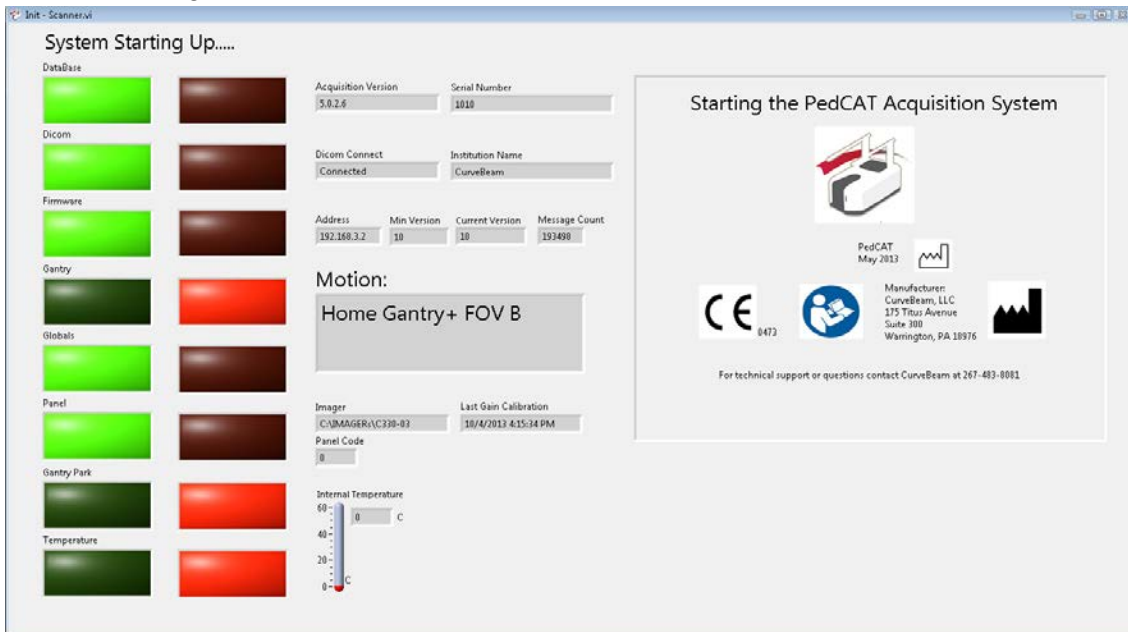 Init - Scanner.vi
System Starting Up.....
DataBase
Dicom
Firmware
Gantry
Globals
Panel
Gantry Park
Temperature
Acquisition Version
5.0.2.6
Serial Number
1010
Dicom Connect
Connected
Institution Name
CurveBeam
Address
192.168.3.2
Min Version
10
Current Version
10
Message Count
193498
Motion:
Home Gantry+ FOV B
Imager
C:\IMAGERs\C330-03
Last Gain Calibration
10/4/2013 4:15:34 PM
Panel Code
0
Internal Temperature
60
0 C
40
20
0
C
Starting the PedCAT Acquisition System
PedCAT
May 2013
CE
0473
Manufacturer:
CurveBeam, LLC
175 Titus Avenue
Suite 300
Warrington, PA 18976
For technical support or questions contact CurveBeam at 267-483-8081